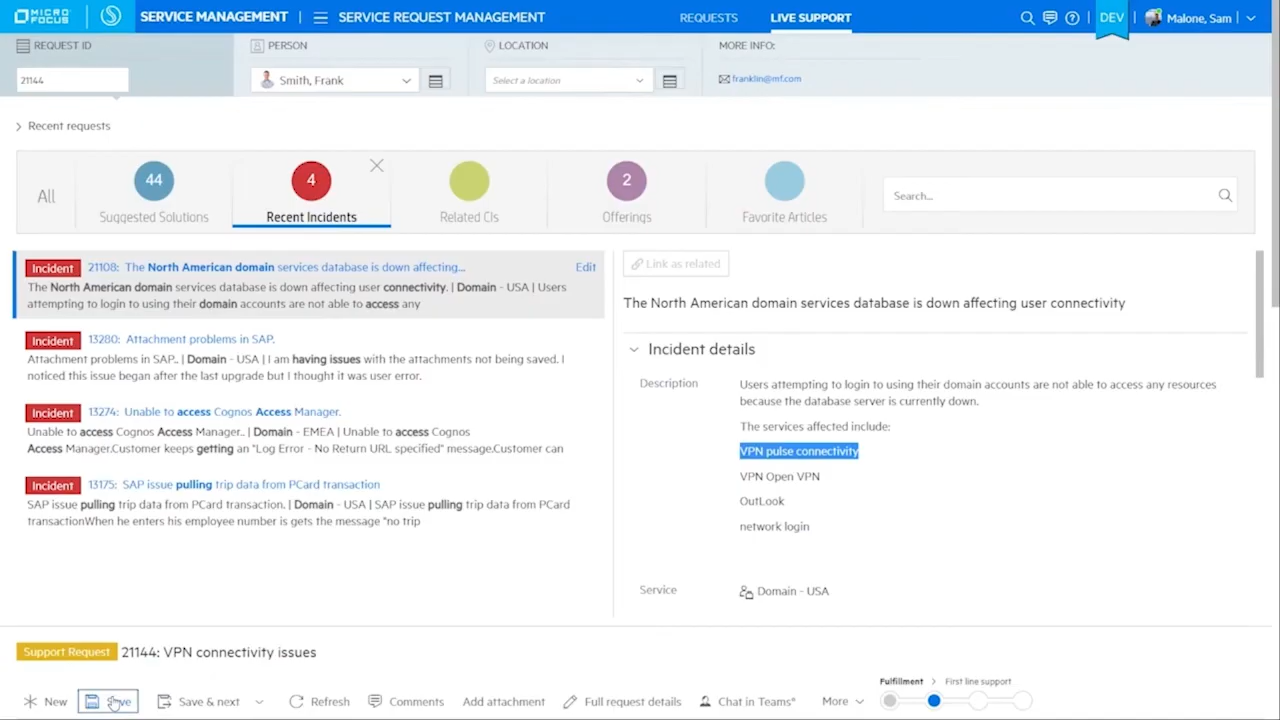 MICRO FOCUS
SERVICE MANAGEMENT
SERVICE REQUEST MANAGEMENT
REQUESTS
LIVE SUPPORT
DEV
Malone, Sam
REQUEST ID
PERSON
LOCATION
MORE INFO:
21144
Smith, Frank
Select a location
franklin@mf.com
Recent requests
All
44
Suggested Solutions
4
Recent Incidents
Related CIs
2
Offerings
Favorite Articles
Search...
Incident
21108: The North American domain services database is down affecting...
Edit
The North American domain services database is down affecting user connectivity. | Domain - USA | Users
attempting to login to using their domain accounts are not able to access any
Incident
13280: Attachment problems in SAP.
Attachment problems in SAP.. | Domain - USA | I am having issues with the attachments not being saved. I
noticed this issue began after the last upgrade but I thought it was user error.
Incident
13274: Unable to access Cognos Access Manager.
Unable to access Cognos Access Manager.. | Domain - EMEA | Unable to access Cognos
Access Manager.Customer keeps getting an "Log Error - No Return URL specified" message.Customer can
Incident
13175: SAP issue pulling trip data from PCard transaction
SAP issue pulling trip data from PCard transaction. | Domain - USA | SAP issue pulling trip data from PCard
transactionWhen he enters his employee number is gets the message "no trip
Link as related
The North American domain services database is down affecting user connectivity
Incident details
Description
Users attempting to login to using their domain accounts are not able to access any resources
because the database server is currently down.
The services affected include:
VPN pulse connectivity
VPN Open VPN
OutLook
network login
Service
Domain - USA
Support Request
21144: VPN connectivity issues
New
Save
Save & next
Refresh
Comments
Add attachment
Full request details
Chat in Teams*
More
Fulfillment > First line support